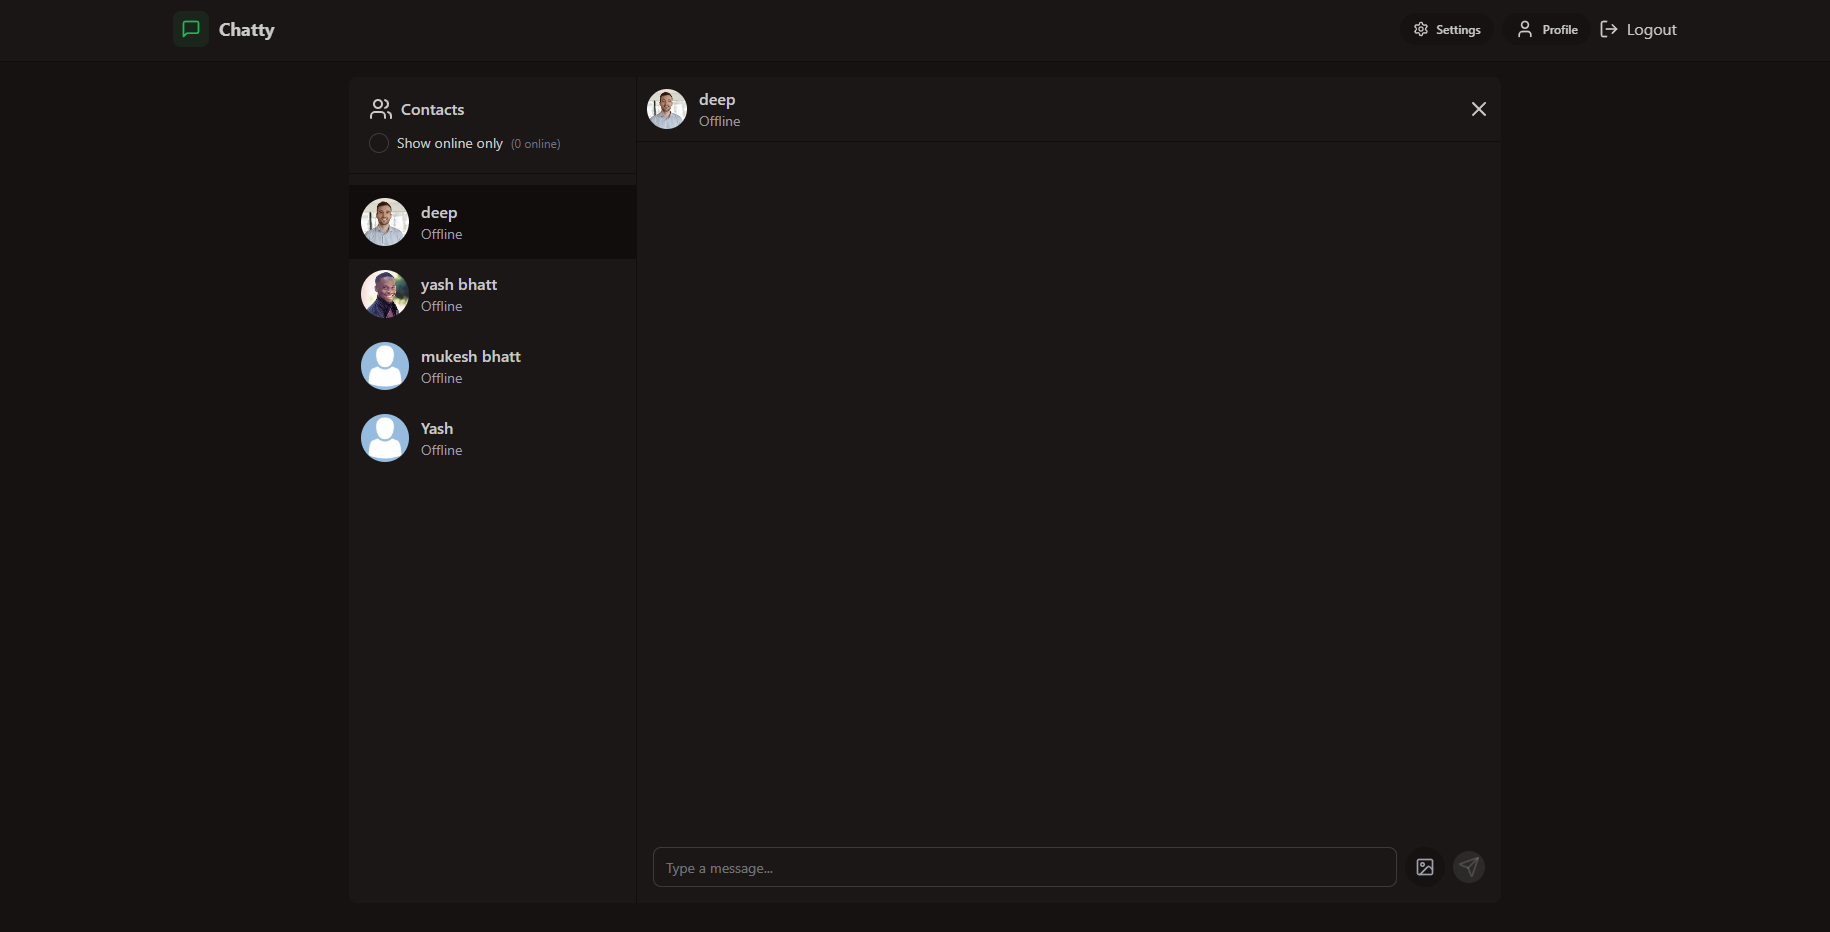 Chatty
Settings
Profile
Logout
Contacts
Show online only (0 online)
deep
Offline
yash bhatt
Offline
mukesh bhatt
Offline
Yash
Offline
deep
Offline
Type a message...